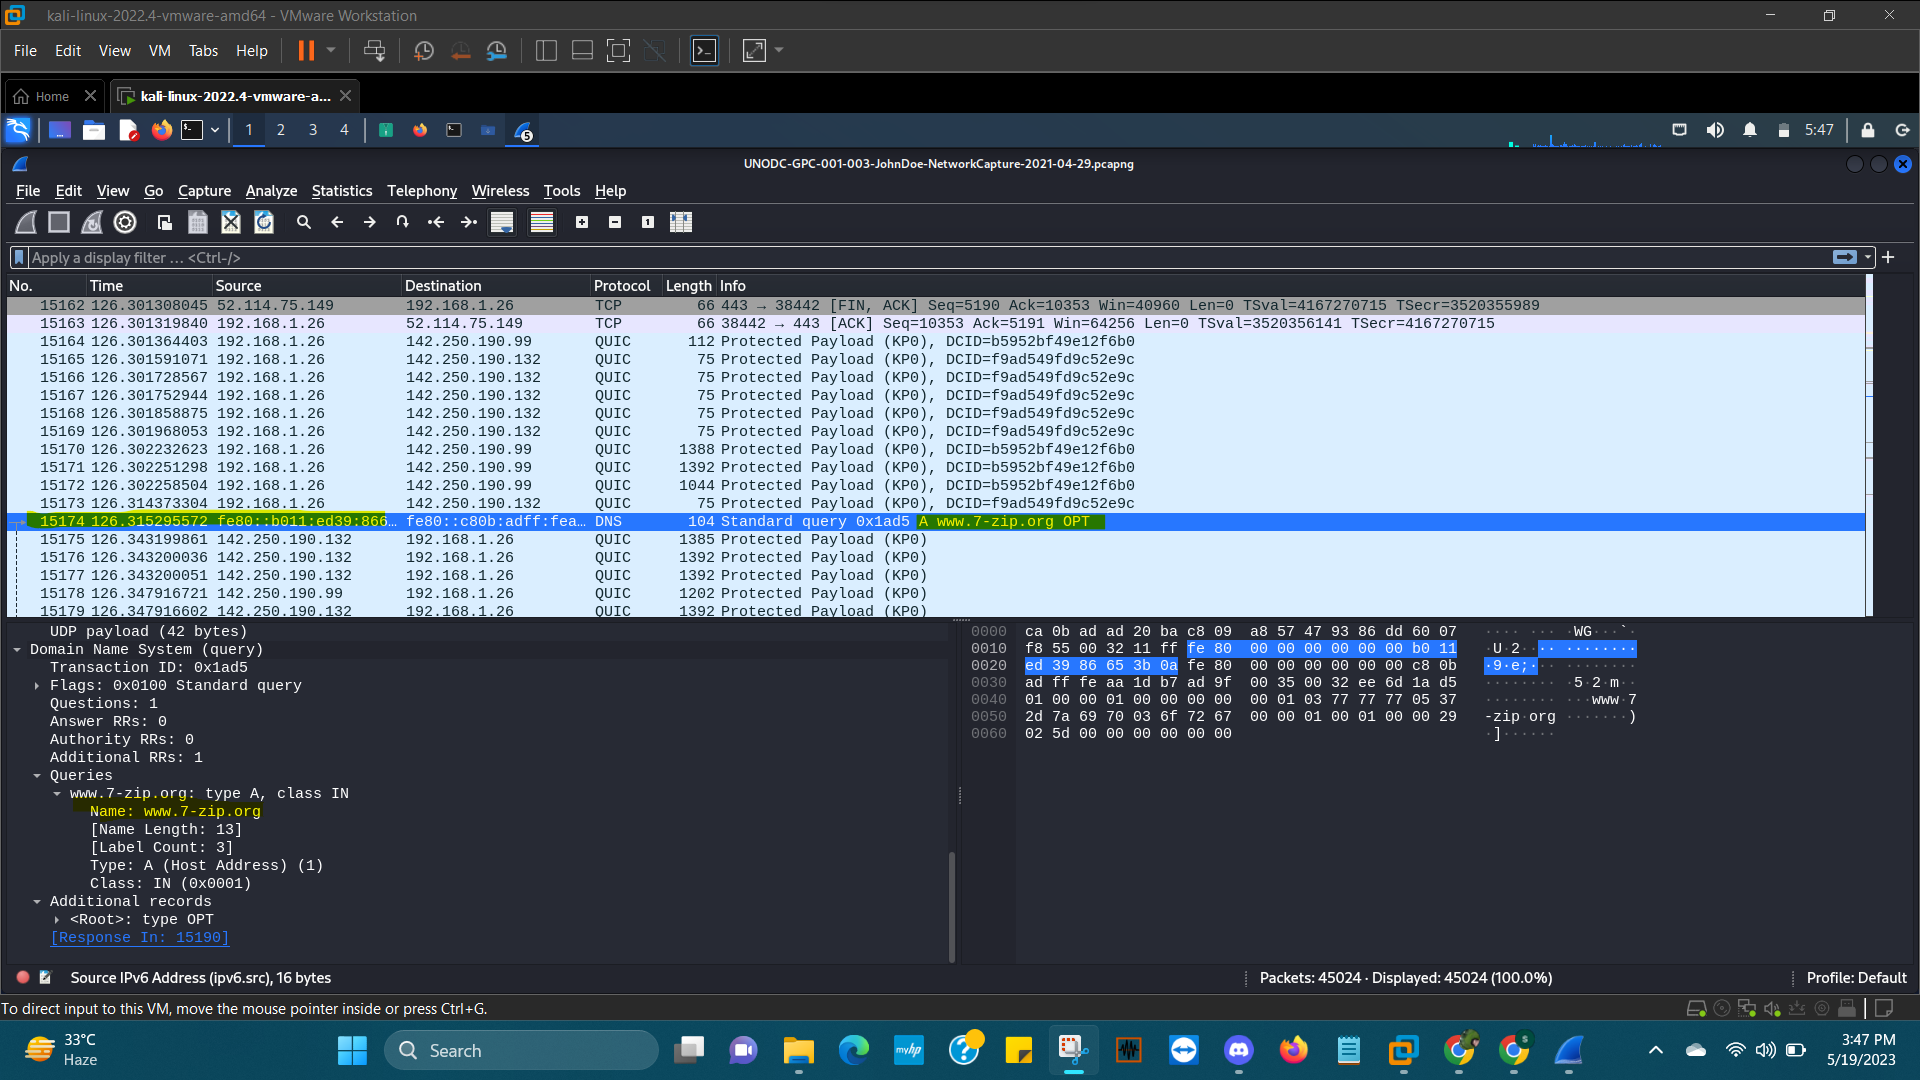 kali-linux-2022.4-vmware-amd64 - VMware Workstation
File Edit View VM Tabs Help
Home
kali-linux-2022.4-vmware-a...
1 2 3 4
5
5:47
UNODC-GPC-001-003-JohnDoe-NetworkCapture-2021-04-29.pcapng
File Edit View Go Capture Analyze Statistics Telephony Wireless Tools Help
Apply a display filter … <Ctrl-/>
No. Time Source Destination Protocol Length Info
15162 126.301308045 52.114.75.149 192.168.1.26 TCP 66 443 → 38442 [FIN, ACK] Seq=5190 Ack=10353 Win=40960 Len=0 TSval=4167270715 TSecr=3520355989
15163 126.301319840 192.168.1.26 52.114.75.149 TCP 66 38442 → 443 [ACK] Seq=10353 Ack=5191 Win=64256 Len=0 TSval=3520356141 TSecr=4167270715
15164 126.301364403 192.168.1.26 142.250.190.99 QUIC 112 Protected Payload (KP0), DCID=b5952bf49e12f6b0
15165 126.301591071 192.168.1.26 142.250.190.132 QUIC 75 Protected Payload (KP0), DCID=f9ad549fd9c52e9c
15166 126.301728567 192.168.1.26 142.250.190.132 QUIC 75 Protected Payload (KP0), DCID=f9ad549fd9c52e9c
15167 126.301752944 192.168.1.26 142.250.190.132 QUIC 75 Protected Payload (KP0), DCID=f9ad549fd9c52e9c
15168 126.301858875 192.168.1.26 142.250.190.132 QUIC 75 Protected Payload (KP0), DCID=f9ad549fd9c52e9c
15169 126.301968053 192.168.1.26 142.250.190.132 QUIC 75 Protected Payload (KP0), DCID=f9ad549fd9c52e9c
15170 126.302232623 192.168.1.26 142.250.190.99 QUIC 1388 Protected Payload (KP0), DCID=b5952bf49e12f6b0
15171 126.302251298 192.168.1.26 142.250.190.99 QUIC 1392 Protected Payload (KP0), DCID=b5952bf49e12f6b0
15172 126.302258504 192.168.1.26 142.250.190.99 QUIC 1044 Protected Payload (KP0), DCID=b5952bf49e12f6b0
15173 126.314373304 192.168.1.26 142.250.190.132 QUIC 75 Protected Payload (KP0), DCID=f9ad549fd9c52e9c
15174 126.315295572 fe80::b011:ed39:866… fe80::c80b:adff:fea… DNS 104 Standard query 0x1ad5 A www.7-zip.org OPT
15175 126.343199861 142.250.190.132 192.168.1.26 QUIC 1385 Protected Payload (KP0)
15176 126.343200036 142.250.190.132 192.168.1.26 QUIC 1392 Protected Payload (KP0)
15177 126.343200051 142.250.190.132 192.168.1.26 QUIC 1392 Protected Payload (KP0)
15178 126.347916721 142.250.190.99 192.168.1.26 QUIC 1202 Protected Payload (KP0)
15179 126.347916602 142.250.190.132 192.168.1.26 QUIC 1392 Protected Payload (KP0)
UDP payload (42 bytes)
Domain Name System (query)
Transaction ID: 0x1ad5
Flags: 0x0100 Standard query
Questions: 1
Answer RRs: 0
Authority RRs: 0
Additional RRs: 1
Queries
www.7-zip.org: type A, class IN
Name: www.7-zip.org
[Name Length: 13]
[Label Count: 3]
Type: A (Host Address) (1)
Class: IN (0x0001)
Additional records
<Root>: type OPT
[Response In: 15190]
0000 ca 0b ad ad 20 ba c8 09 a8 57 47 93 86 dd 60 07 ···· ··· ·WG···`·
0010 f8 55 00 32 11 ff fe 80 00 00 00 00 00 00 b0 11 ·U·2···· ········
0020 ed 39 86 65 3b 0a fe 80 00 00 00 00 00 00 c8 0b ·9·e;··· ········
0030 ad ff fe aa 1d b7 ad 9f 00 35 00 32 ee 6d 1a d5 ········ ·5·2·m··
0040 01 00 00 01 00 00 00 00 00 01 03 77 77 77 05 37 ········ ···www·7
0050 2d 7a 69 70 03 6f 72 67 00 00 01 00 01 00 00 29 -zip·org ·······)
0060 02 5d 00 00 00 00 00 00 ·]······
Source IPv6 Address (ipv6.src), 16 bytes
Packets: 45024 · Displayed: 45024 (100.0%)
Profile: Default
To direct input to this VM, move the mouse pointer inside or press Ctrl+G.
33°C
Haze
Search
myhp
3:47 PM
5/19/2023